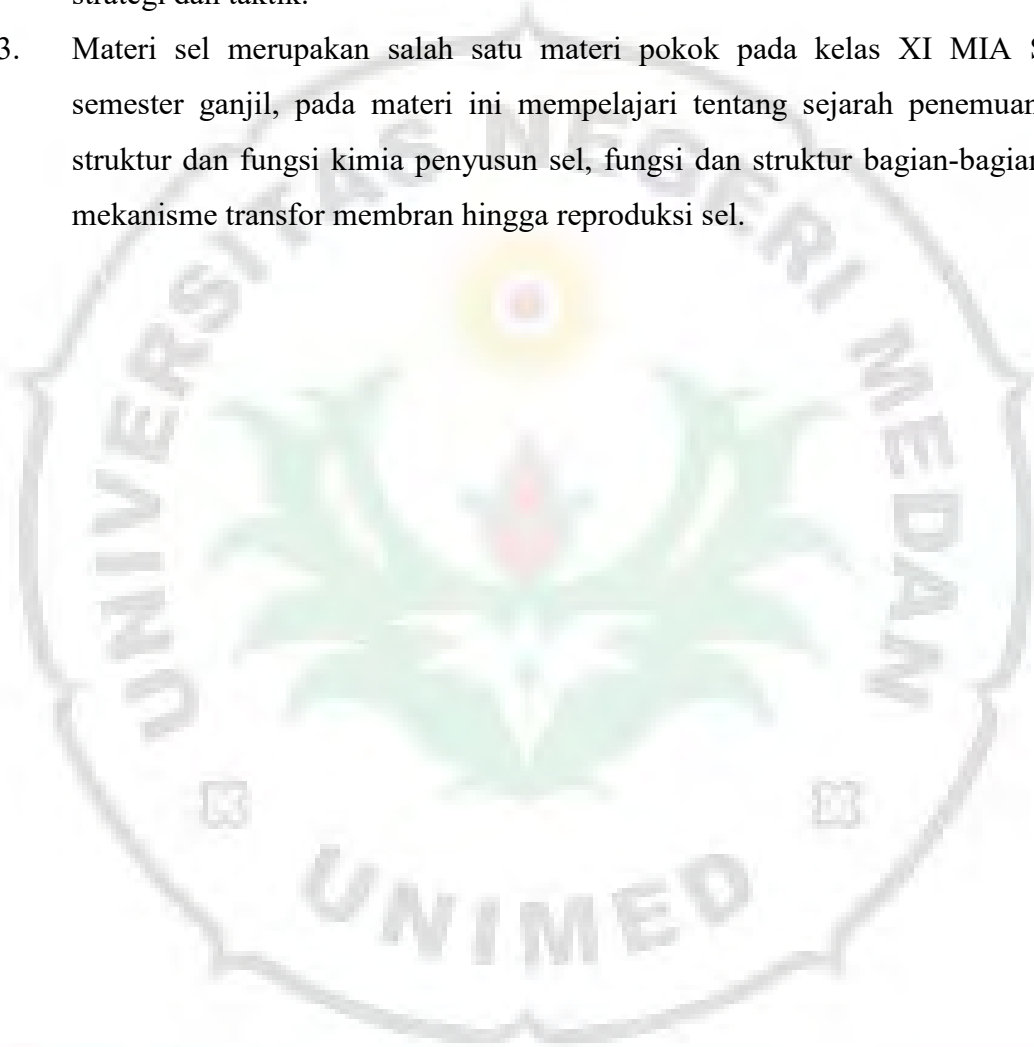 strategi dan taktik.
3. Materi sel merupakan salah satu materi pokok pada kelas XI MIA
semester ganjil, pada materi ini mempelajari tentang sejarah penemuan
struktur dan fungsi kimia penyusun sel, fungsi dan struktur bagian-bagian
mekanisme transfor membran hingga reproduksi sel.
UNIVERSITAS NEGERI MEDAN
UNIMED